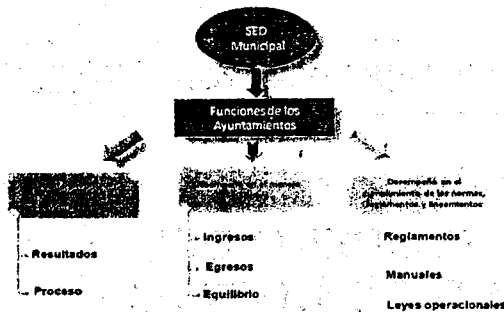 SED
Municipal
Funciones de los
Ayuntamientos
Desempeño en el
cumplimiento de las normas,
reglamentos y lineamientos
Resultados
Proceso
Ingresos
Egresos
Equilibrio
Reglamentos
Manuales
Leyes operacionales